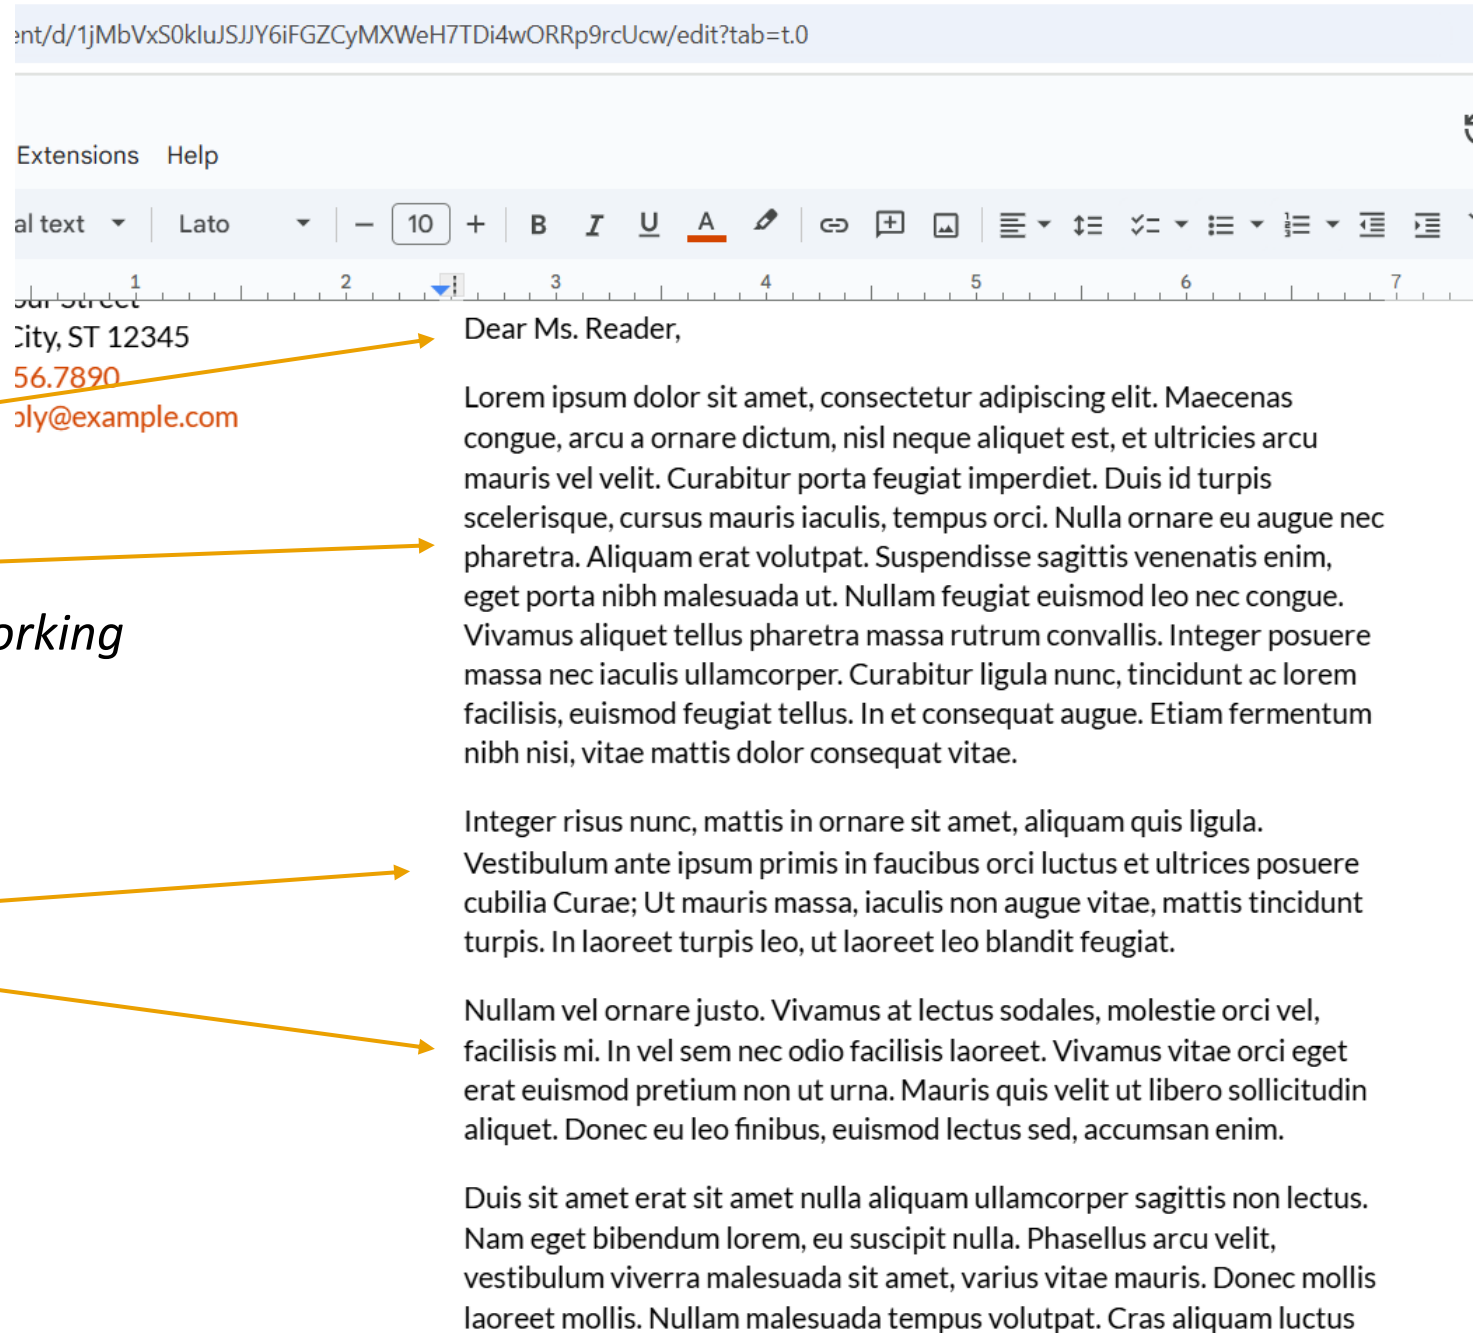 ent/d/1jMbVxS0kIuJSJJY6iFGZCyMXWeH7TDi4wORRp9rcUcw/edit?tab=t.0
Extensions Help
al text Lato 10 B I U A
1 2 3 4 5 6 7
our Street
City, ST 12345
56.7890
ply@example.com
orking
Dear Ms. Reader,
Lorem ipsum dolor sit amet, consectetur adipiscing elit. Maecenas
congue, arcu a ornare dictum, nisl neque aliquet est, et ultricies arcu
mauris vel velit. Curabitur porta feugiat imperdiet. Duis id turpis
scelerisque, cursus mauris iaculis, tempus orci. Nulla ornare eu augue nec
pharetra. Aliquam erat volutpat. Suspendisse sagittis venenatis enim,
eget porta nibh malesuada ut. Nullam feugiat euismod leo nec congue.
Vivamus aliquet tellus pharetra massa rutrum convallis. Integer posuere
massa nec iaculis ullamcorper. Curabitur ligula nunc, tincidunt ac lorem
facilisis, euismod feugiat tellus. In et consequat augue. Etiam fermentum
nibh nisi, vitae mattis dolor consequat vitae.
Integer risus nunc, mattis in ornare sit amet, aliquam quis ligula.
Vestibulum ante ipsum primis in faucibus orci luctus et ultrices posuere
cubilia Curae; Ut mauris massa, iaculis non augue vitae, mattis tincidunt
turpis. In laoreet turpis leo, ut laoreet leo blandit feugiat.
Nullam vel ornare justo. Vivamus at lectus sodales, molestie orci vel,
facilisis mi. In vel sem nec odio facilisis laoreet. Vivamus vitae orci eget
erat euismod pretium non ut urna. Mauris quis velit ut libero sollicitudin
aliquet. Donec eu leo finibus, euismod lectus sed, accumsan enim.
Duis sit amet erat sit amet nulla aliquam ullamcorper sagittis non lectus.
Nam eget bibendum lorem, eu suscipit nulla. Phasellus arcu velit,
vestibulum viverra malesuada sit amet, varius vitae mauris. Donec mollis
laoreet mollis. Nullam malesuada tempus volutpat. Cras aliquam luctus